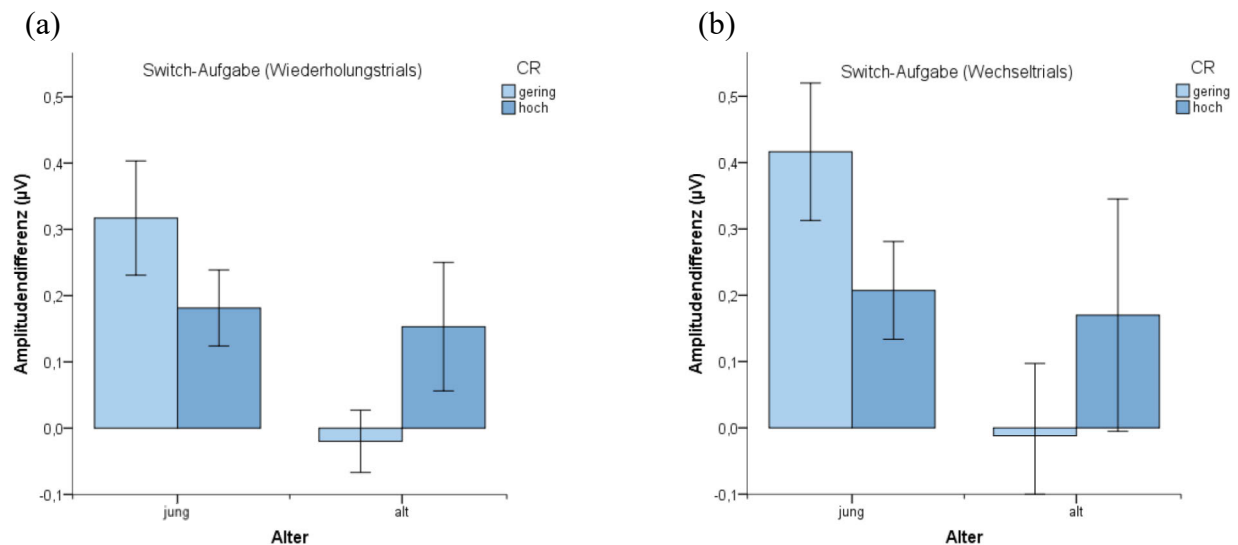 (a)
Switch-Aufgabe (Wiederholungstrials)
CR
gering
hoch
0,5
0,4
0,3
0,2
0,1
0,0
-0,1
Amplitudendifferenz (µV)
jung
alt
Alter
(b)
Switch-Aufgabe (Wechseltrials)
CR
gering
hoch
0,5
0,4
0,3
0,2
0,1
0,0
-0,1
Amplitudendifferenz (µV)
jung
alt
Alter